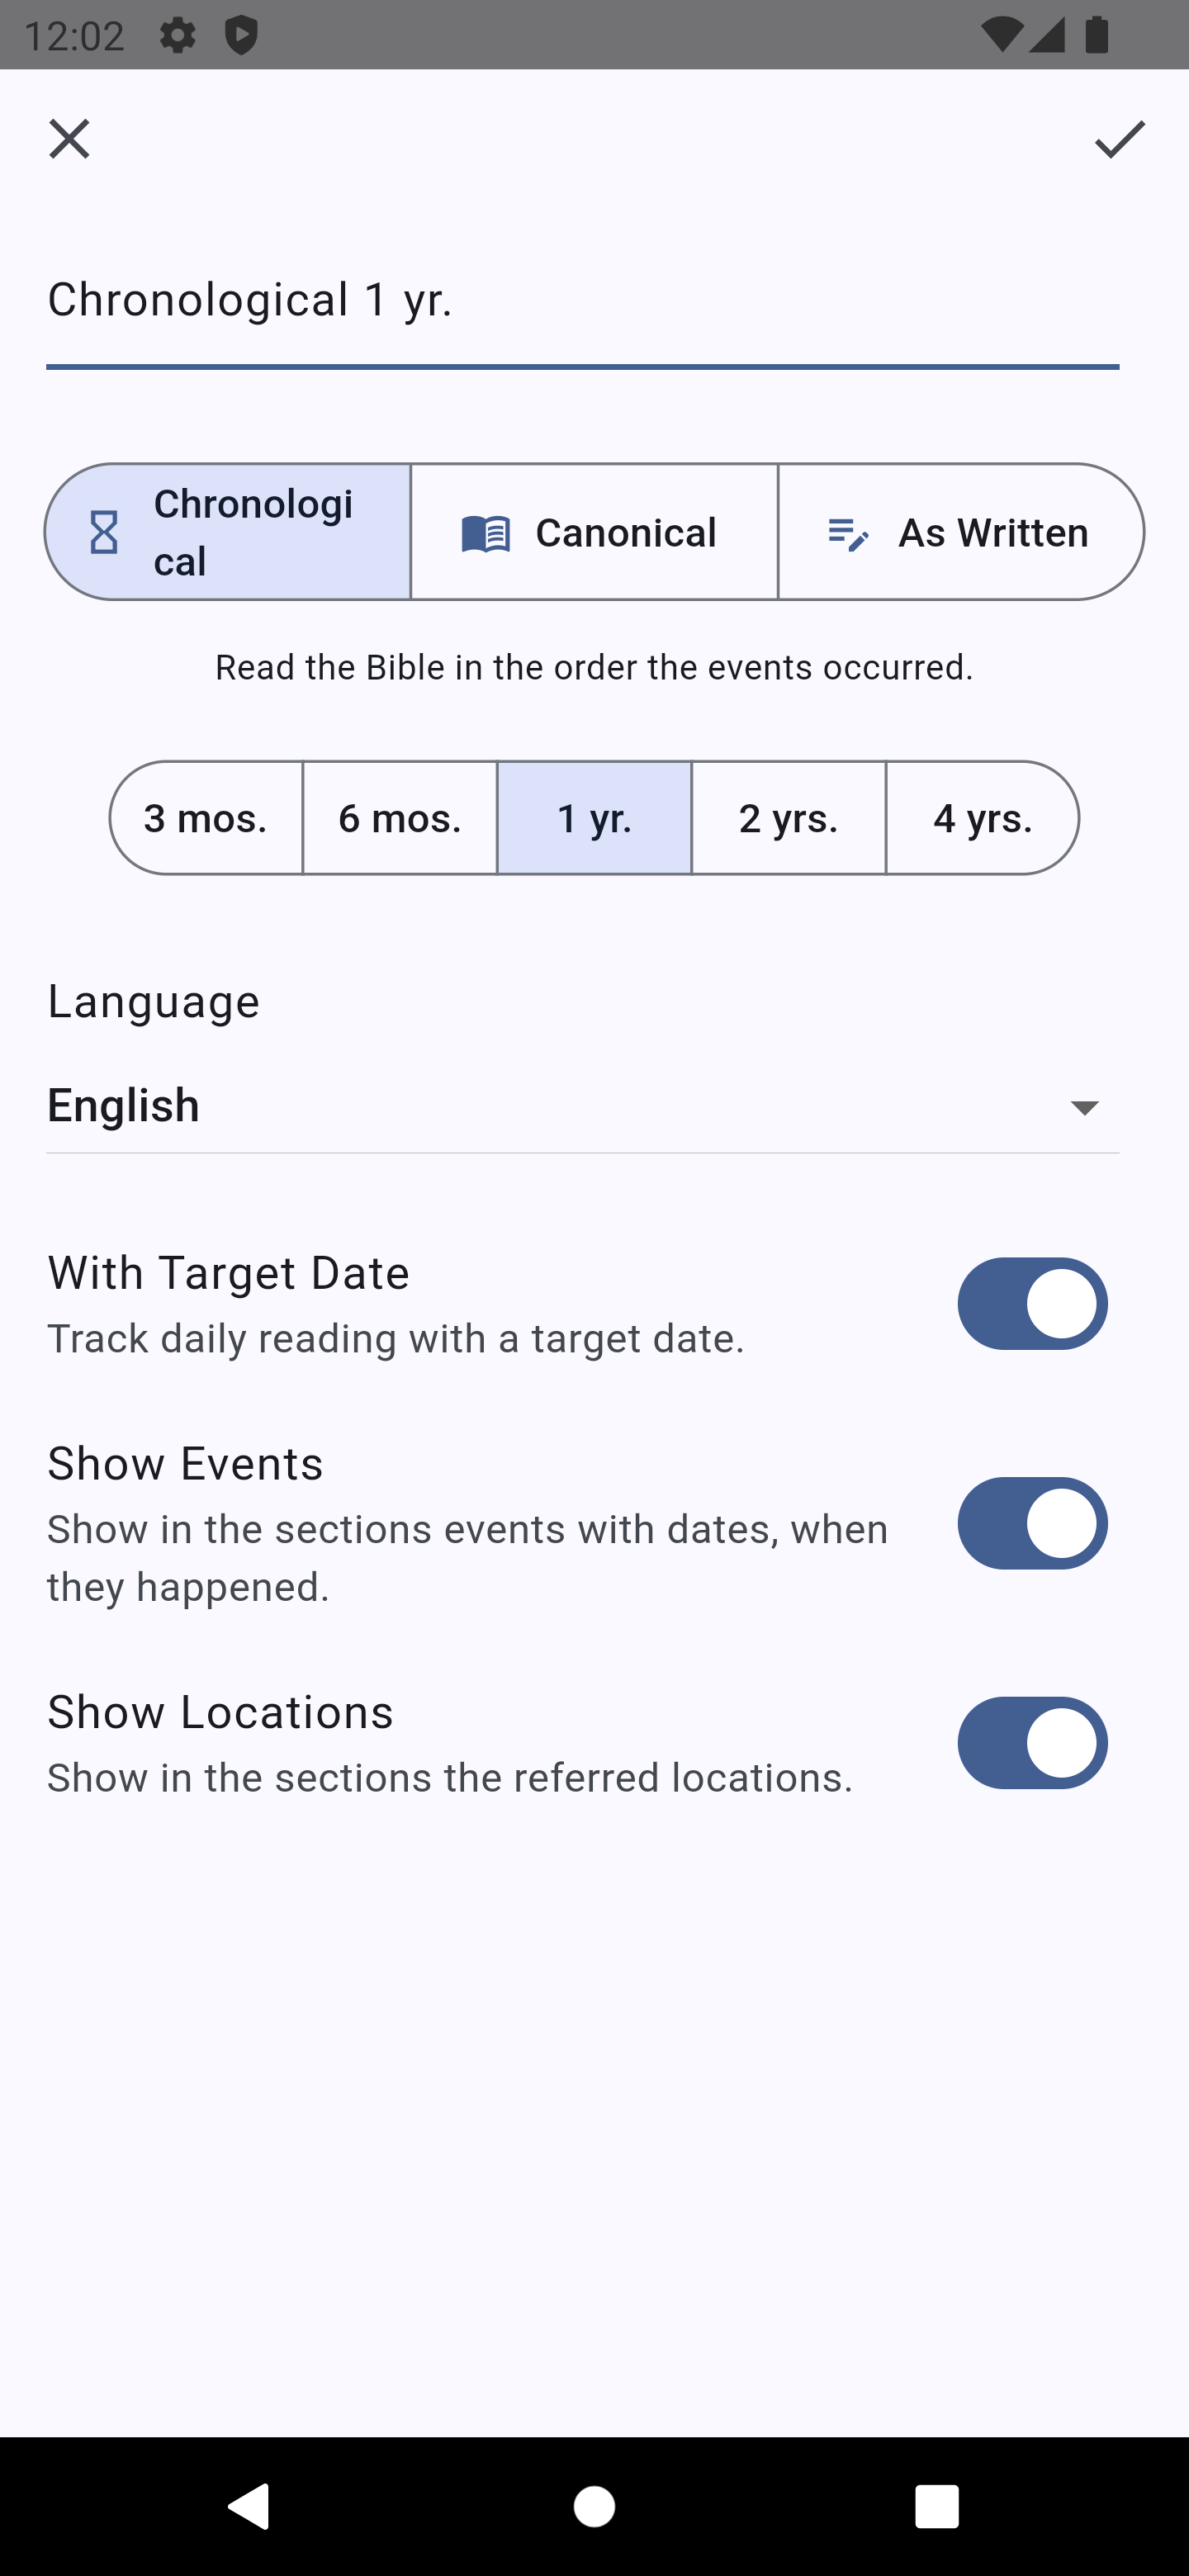 12:02
Chronological 1 yr.
Chronologi
cal
Canonical
As Written
Read the Bible in the order the events occurred.
3 mos.
6 mos.
1 yr.
2 yrs.
4 yrs.
Language
English
With Target Date
Track daily reading with a target date.
Show Events
Show in the sections events with dates, when
they happened.
Show Locations
Show in the sections the referred locations.